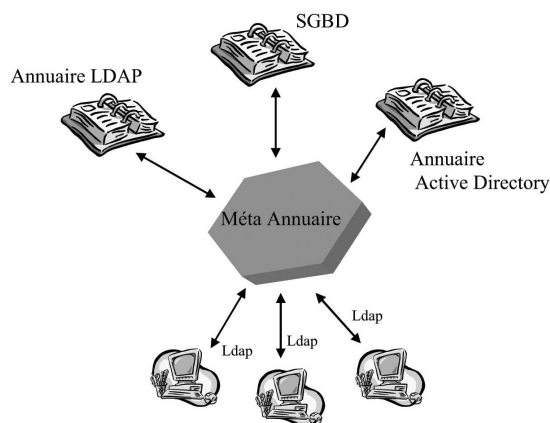 SGBD
Annuaire LDAP
Annuaire
Active Directory
Méta Annuaire
Ldap
Ldap
Ldap